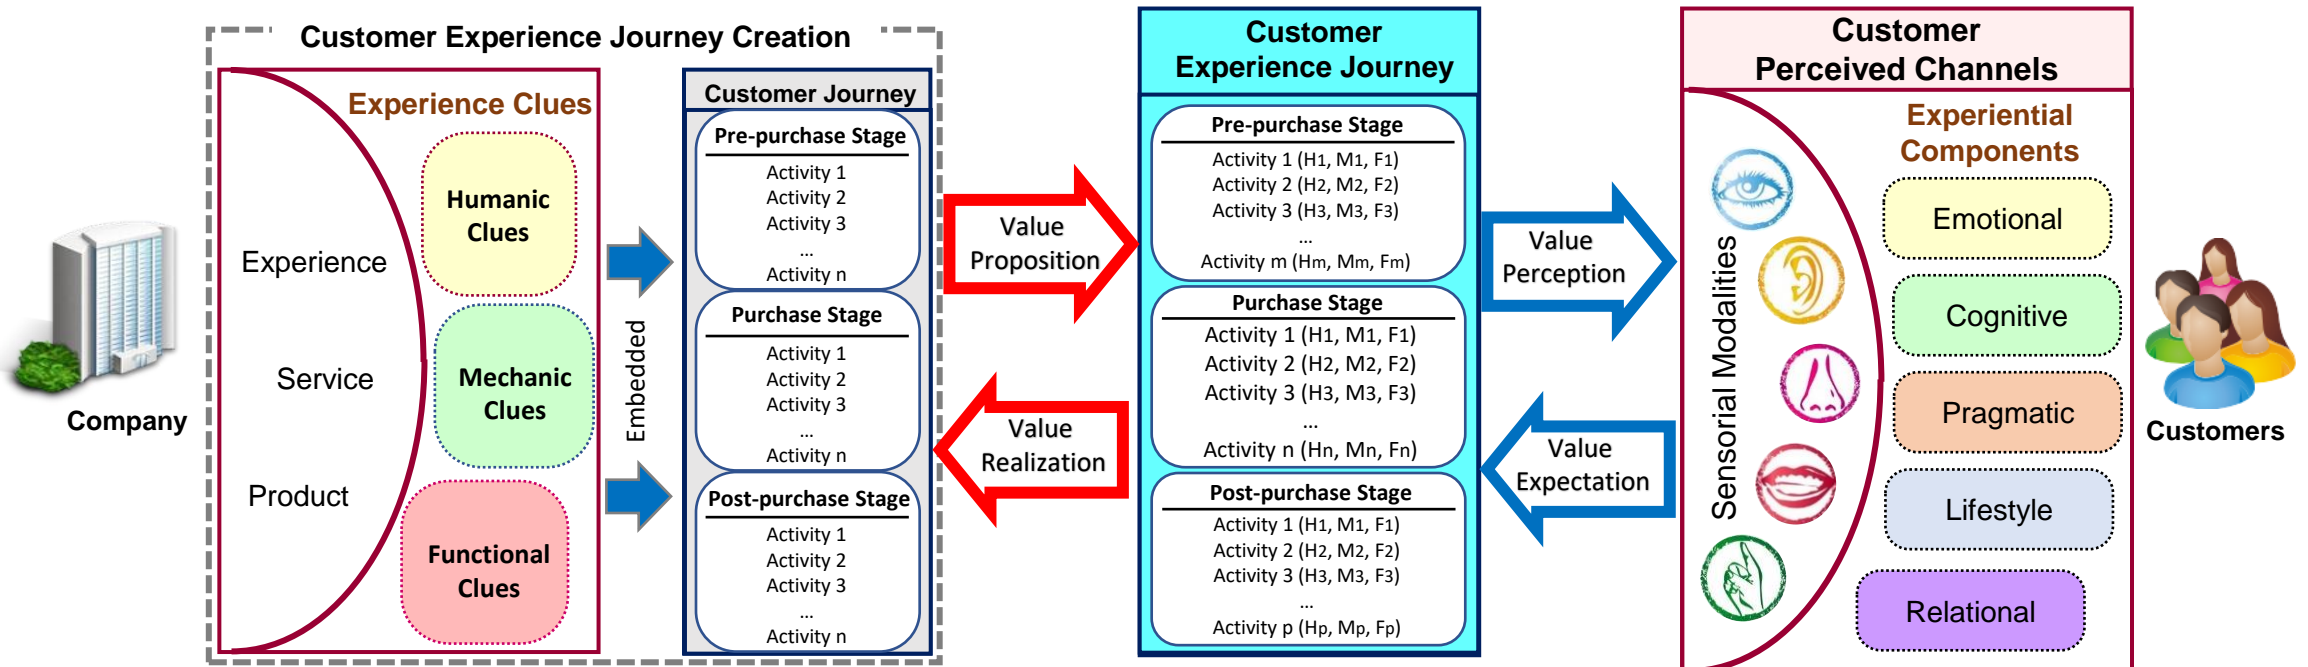 Customer Experience Journey Creation
Experience Clues
Experience
Service
Product
Company
Humanic
Clues
Mechanic
Clues
Functional
Clues
Embedded
Customer Journey
Pre-purchase Stage
Activity 1
Activity 2
Activity 3
...
Activity n
Purchase Stage
Activity 1
Activity 2
Activity 3
...
Activity n
Post-purchase Stage
Activity 1
Activity 2
Activity 3
...
Activity n
Value
Proposition
Value
Realization
Customer
Experience Journey
Pre-purchase Stage
Activity 1 (H1, M1, F1)
Activity 2 (H2, M2, F2)
Activity 3 (H3, M3, F3)
...
Activity m (Hm, Mm, Fm)
Purchase Stage
Activity 1 (H1, M1, F1)
Activity 2 (H2, M2, F2)
Activity 3 (H3, M3, F3)
...
Activity n (Hn, Mn, Fn)
Post-purchase Stage
Activity 1 (H1, M1, F1)
Activity 2 (H2, M2, F2)
Activity 3 (H3, M3, F3)
...
Activity p (Hp, Mp, Fp)
Value
Perception
Value
Expectation
Customer
Perceived Channels
Sensorial Modalities
Experiential
Components
Emotional
Cognitive
Pragmatic
Lifestyle
Relational
Customers